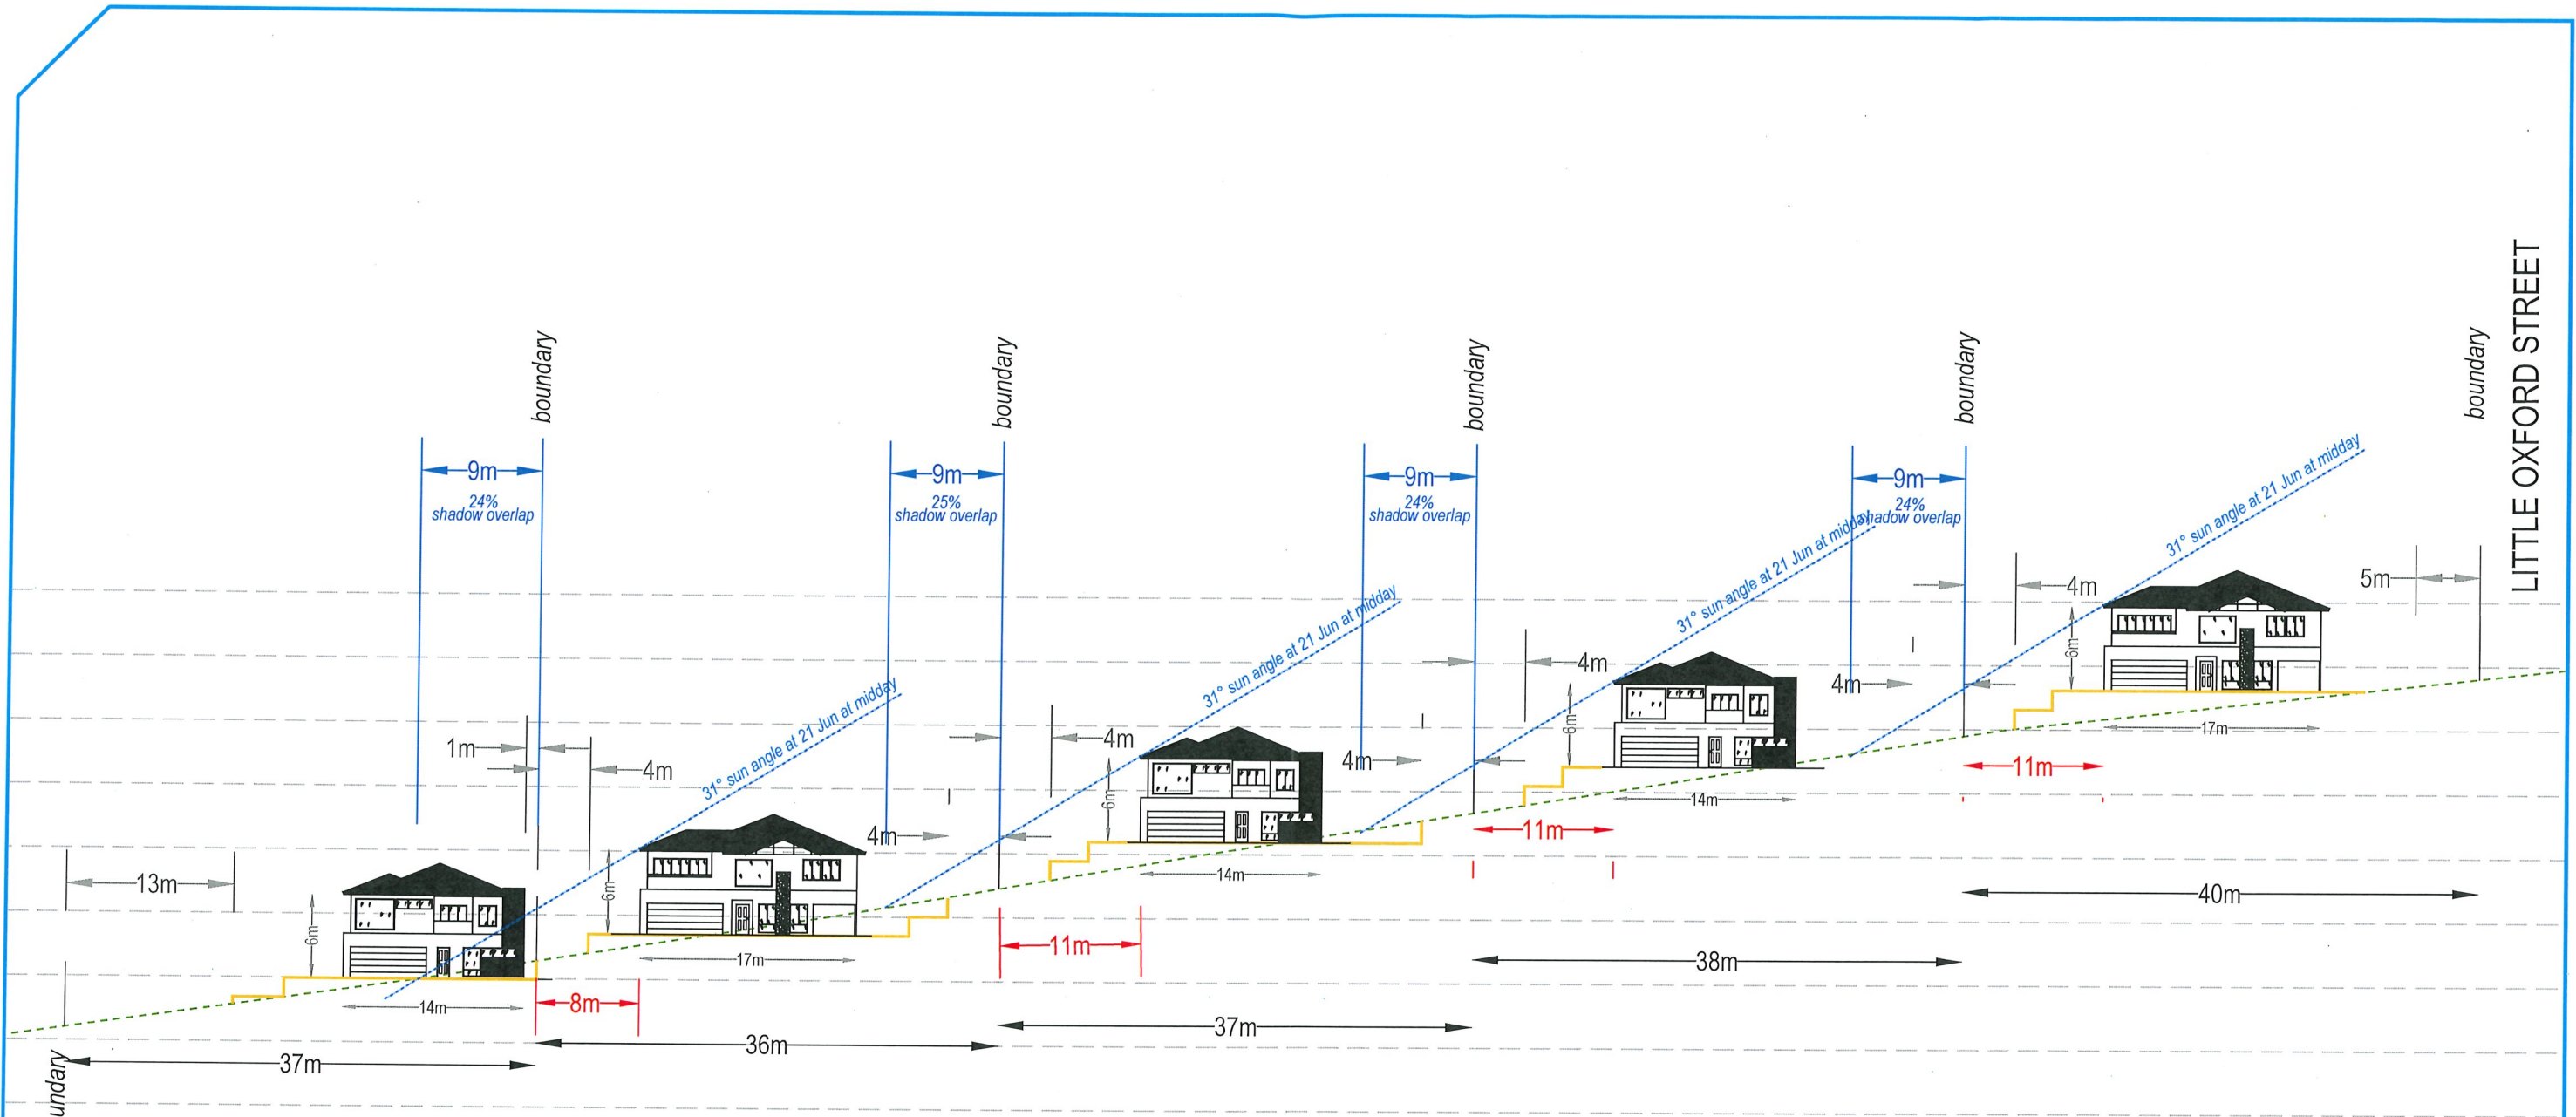 LITTLE OXFORD STREET
boundary
boundary
boundary
boundary
boundary
9m
24%
shadow overlap
9m
25%
shadow overlap
9m
24%
shadow overlap
9m
24%
shadow overlap
31° sun angle at 21 Jun at midday
31° sun angle at 21 Jun at midday
31° sun angle at 21 Jun at midday
31° sun angle at 21 Jun at midday
5m
4m
4m
6m
17m
11m
4m
4m
6m
14m
11m
40m
4m
4m
6m
14m
11m
38m
1m
4m
6m
17m
8m
37m
13m
6m
14m
36m
37m
undary